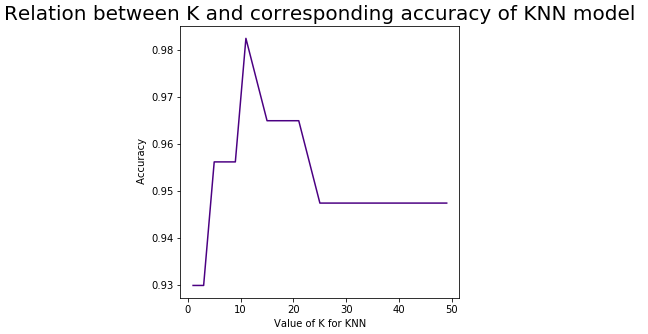 Relation between K and corresponding accuracy of KNN model
0.98
0.97
0.96
0.95
0.94
0.93
Accuracy
0 10 20 30 40 50
Value of K for KNN